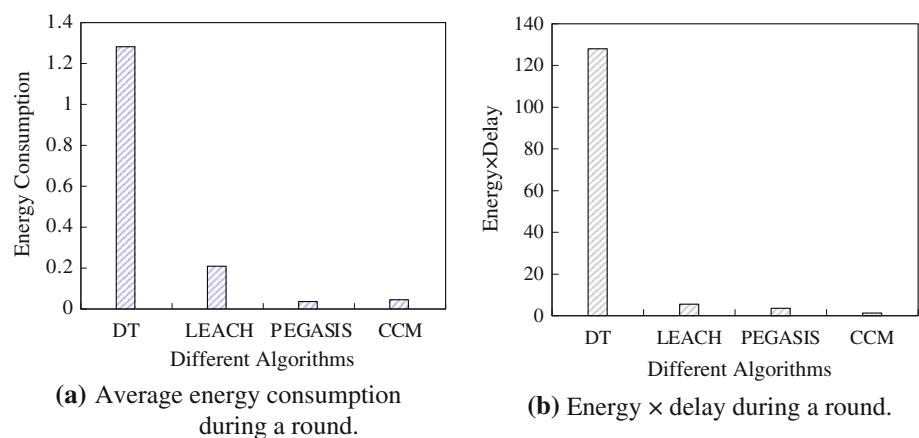 1.4
1.2
1
0.8
0.6
0.4
0.2
0
Energy Consumption
DT LEACH PEGASIS CCM
Different Algorithms
(a) Average energy consumption
during a round.
140
120
100
80
60
40
20
0
Energy×Delay
DT LEACH PEGASIS CCM
Different Algorithms
(b) Energy × delay during a round.